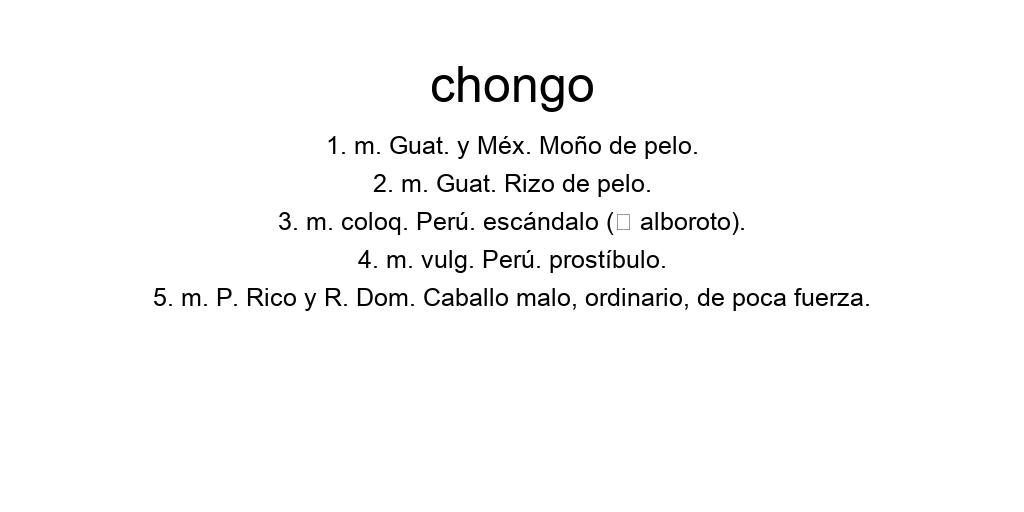 chongo
1. m. Guat. y Méx. Moño de pelo.
2. m. Guat. Rizo de pelo.
3. m. coloq. Perú. escándalo (□ alboroto).
4. m. vulg. Perú. prostíbulo.
5. m. P. Rico y R. Dom. Caballo malo, ordinario, de poca fuerza.